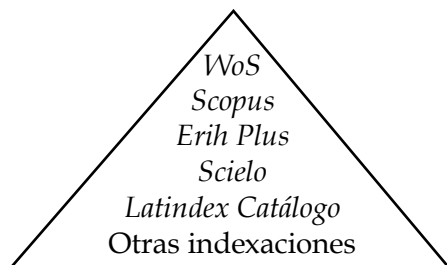 WoS
Scopus
Erih Plus
Scielo
Latindex Catálogo
Otras indexaciones